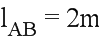 l_AB = 2m